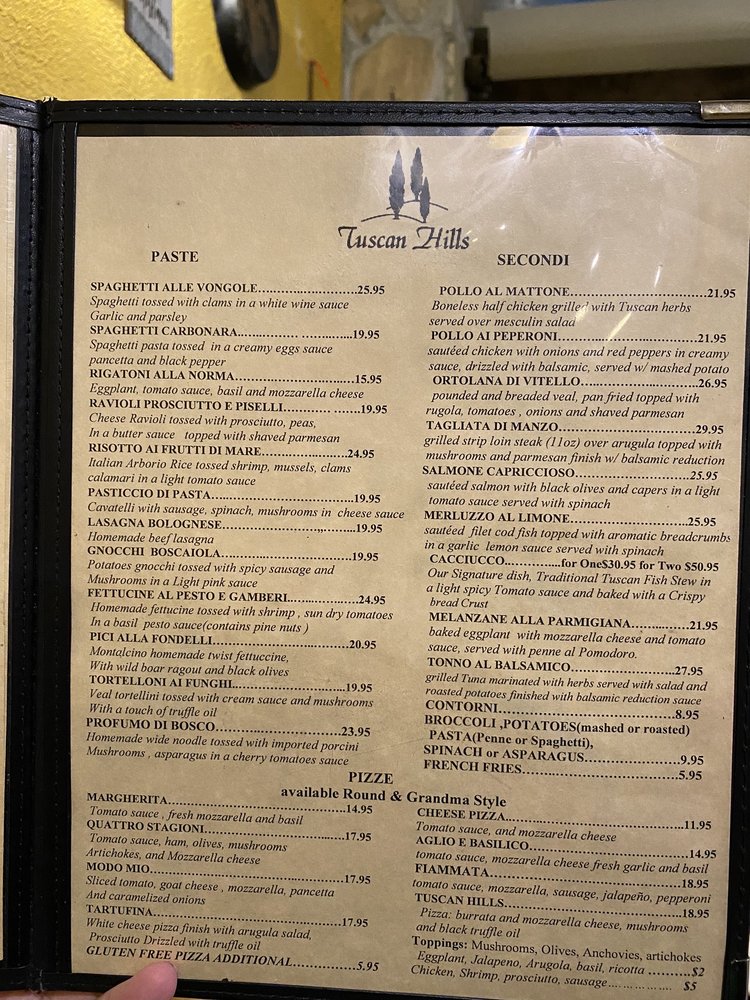 Tuscan Hills
PASTE
SPAGHETTI ALLE VONGOLE.....................25.95
Spaghetti tossed with clams in a white wine sauce
Garlic and parsley
SPAGHETTI CARBONARA.....................19.95
Spaghetti pasta tossed in a creamy eggs sauce
pancetta and black pepper
RIGATONI ALLA NORMA.....................15.95
Eggplant, tomato sauce, basil and mozzarella cheese
RAVIOLI PROSCIUTTO E PISELLI.....................19.95
Cheese Ravioli tossed with prosciutto, peas,
In a butter sauce topped with shaved parmesan
RISOTTO AI FRUTTI DI MARE.....................24.95
Italian Arborio Rice tossed shrimp, mussels, clams
calamari in a light tomato sauce
PASTICCIO DI PASTA.....................19.95
Cavatelli with sausage, spinach, mushrooms in cheese sauce
LASAGNA BOLOGNESE.....................19.95
Homemade beef lasagna
GNOCCHI BOSCAIOLA.....................19.95
Potatoes gnocchi tossed with spicy sausage and
Mushrooms in a Light pink sauce
FETTUCINE AL PESTO E GAMBERI.....................24.95
Homemade fettucine tossed with shrimp , sun dry tomatoes
In a basil pesto sauce(contains pine nuts )
PICI ALLA FONDELLI.....................20.95
Montalcino homemade twist fettuccine,
With wild boar ragout and black olives
TORTELLONI AI FUNGHI.....................19.95
Veal tortellini tossed with cream sauce and mushrooms
With a touch of truffle oil
PROFUMO DI BOSCO.....................23.95
Homemade wide noodle tossed with imported porcini
Mushrooms , asparagus in a cherry tomatoes sauce
SECONDI
POLLO AL MATTONE.....................21.95
Boneless half chicken grilled with Tuscan herbs
served over mesculin salad
POLLO AI PEPERONI.....................21.95
sautéed chicken with onions and red peppers in creamy
sauce, drizzled with balsamic, served w/ mashed potato
ORTOLANA DI VITELLO.....................26.95
pounded and breaded veal, pan fried topped with
rugola, tomatoes , onions and shaved parmesan
TAGLIATA DI MANZO.....................29.95
grilled strip loin steak (11oz) over arugula topped with
mushrooms and parmesan finish w/ balsamic reduction
SALMONE CAPRICCIOSO.....................25.95
sautéed salmon with black olives and capers in a light
tomato sauce served with spinach
MERLUZZO AL LIMONE.....................25.95
sautéed filet cod fish topped with aromatic breadcrumbs
in a garlic lemon sauce served with spinach
CACCIUCCO..............for One$30.95 for Two $50.95
Our Signature dish, Traditional Tuscan Fish Stew in
a light spicy Tomato sauce and baked with a Crispy
bread Crust
MELANZANE ALLA PARMIGIANA.....................21.95
baked eggplant with mozzarella cheese and tomato
sauce, served with penne al Pomodoro.
TONNO AL BALSAMICO.....................27.95
grilled Tuna marinated with herbs served with salad and
roasted potatoes finished with balsamic reduction sauce
CONTORNI.....................8.95
BROCCOLI ,POTATOES(mashed or roasted)
PASTA(Penne or Spaghetti),
SPINACH or ASPARAGUS.....................9.95
FRENCH FRIES.....................5.95
PIZZE
available Round & Grandma Style
MARGHERITA.....................14.95
Tomato sauce , fresh mozzarella and basil
QUATTRO STAGIONI.....................17.95
Tomato sauce, ham, olives, mushrooms
Artichokes, and Mozzarella cheese
MODO MIO.....................17.95
Sliced tomato, goat cheese , mozzarella, pancetta
And caramelized onions
TARTUFINA.....................17.95
White cheese pizza finish with arugula salad,
Prosciutto Drizzled with truffle oil
GLUTEN FREE PIZZA ADDITIONAL..............5.95
CHEESE PIZZA.....................11.95
Tomato sauce, and mozzarella cheese
AGLIO E BASILICO.....................14.95
tomato sauce, mozzarella cheese fresh garlic and basil
FIAMMATA.....................18.95
tomato sauce, mozzarella, sausage, jalapeño, pepperoni
TUSCAN HILLS.....................18.95
Pizza: burrata and mozzarella cheese, mushrooms
and black truffle oil
Toppings: Mushrooms, Olives, Anchovies, artichokes
Eggplant, Jalapeno, Arugola, basil, ricotta ..........$2
Chicken, Shrimp, prosciutto, sausage.................. $5